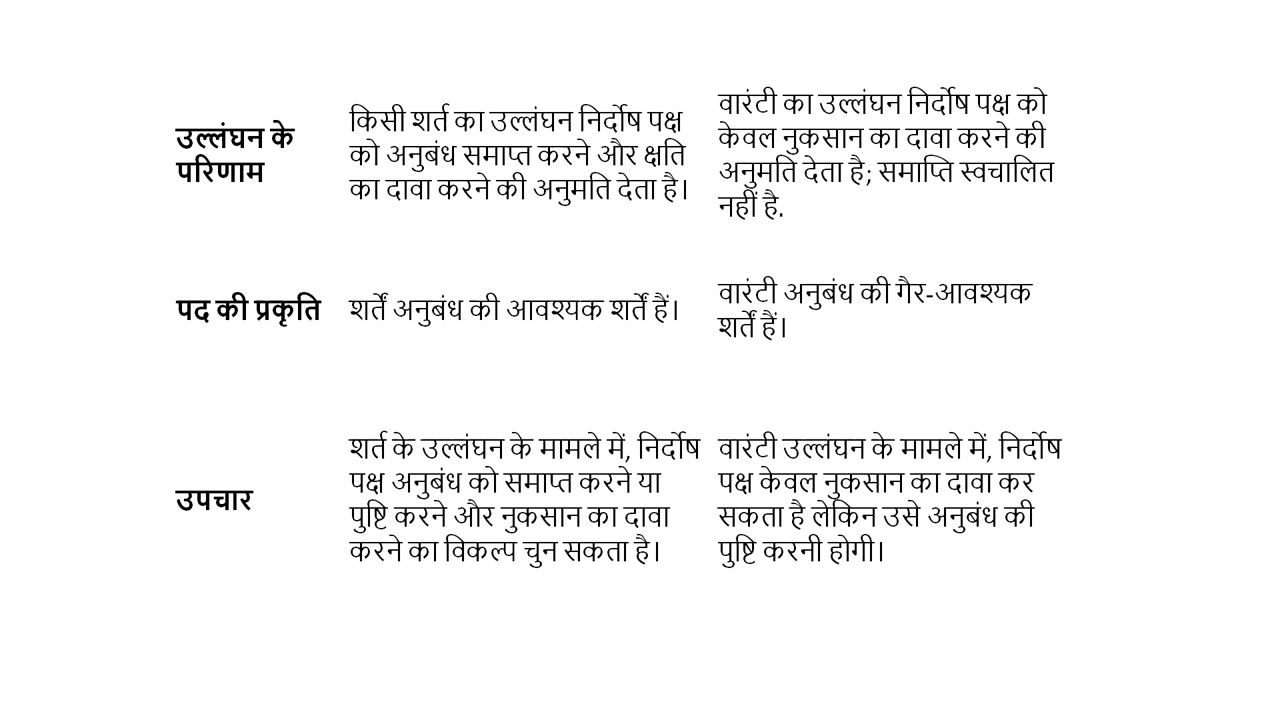 उल्लंघन के
परिणाम
किसी शर्त का उल्लंघन निर्दोष पक्ष
को अनुबंध समाप्त करने और क्षति
का दावा करने की अनुमति देता है।
वारंटी का उल्लंघन निर्दोष पक्ष को
केवल नुकसान का दावा करने की
अनुमति देता है; समाप्ति स्वचालित
नहीं है.
पद की प्रकृति
शर्तें अनुबंध की आवश्यक शर्तें हैं।
वारंटी अनुबंध की गैर-आवश्यक
शर्तें हैं।
उपचार
शर्त के उल्लंघन के मामले में, निर्दोष
पक्ष अनुबंध को समाप्त करने या
पुष्टि करने और नुकसान का दावा
करने का विकल्प चुन सकता है।
वारंटी उल्लंघन के मामले में, निर्दोष
पक्ष केवल नुकसान का दावा कर
सकता है लेकिन उसे अनुबंध की
पुष्टि करनी होगी।